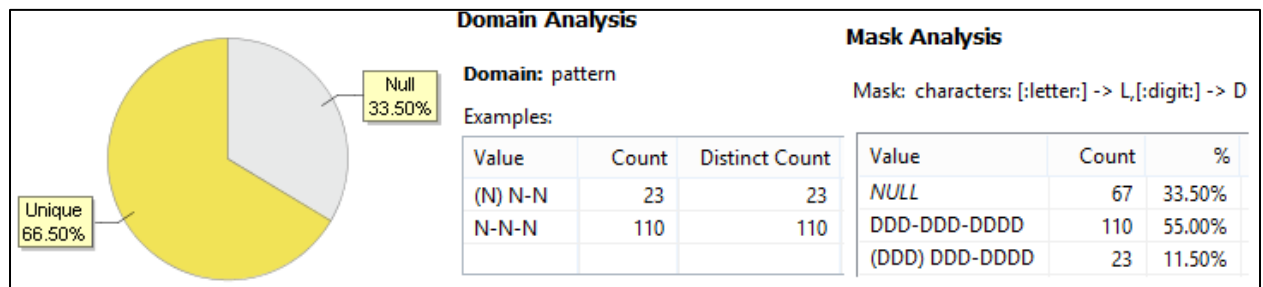 Null
33.50%
Unique
66.50%
Domain Analysis
Domain: pattern
Examples:
Value Count Distinct Count
(N) N-N 23 23
N-N-N 110 110
Mask Analysis
Mask: characters: [:letter:] -> L,[:digit:] -> D
Value Count %
NULL 67 33.50%
DDD-DDD-DDDD 110 55.00%
(DDD) DDD-DDDD 23 11.50%